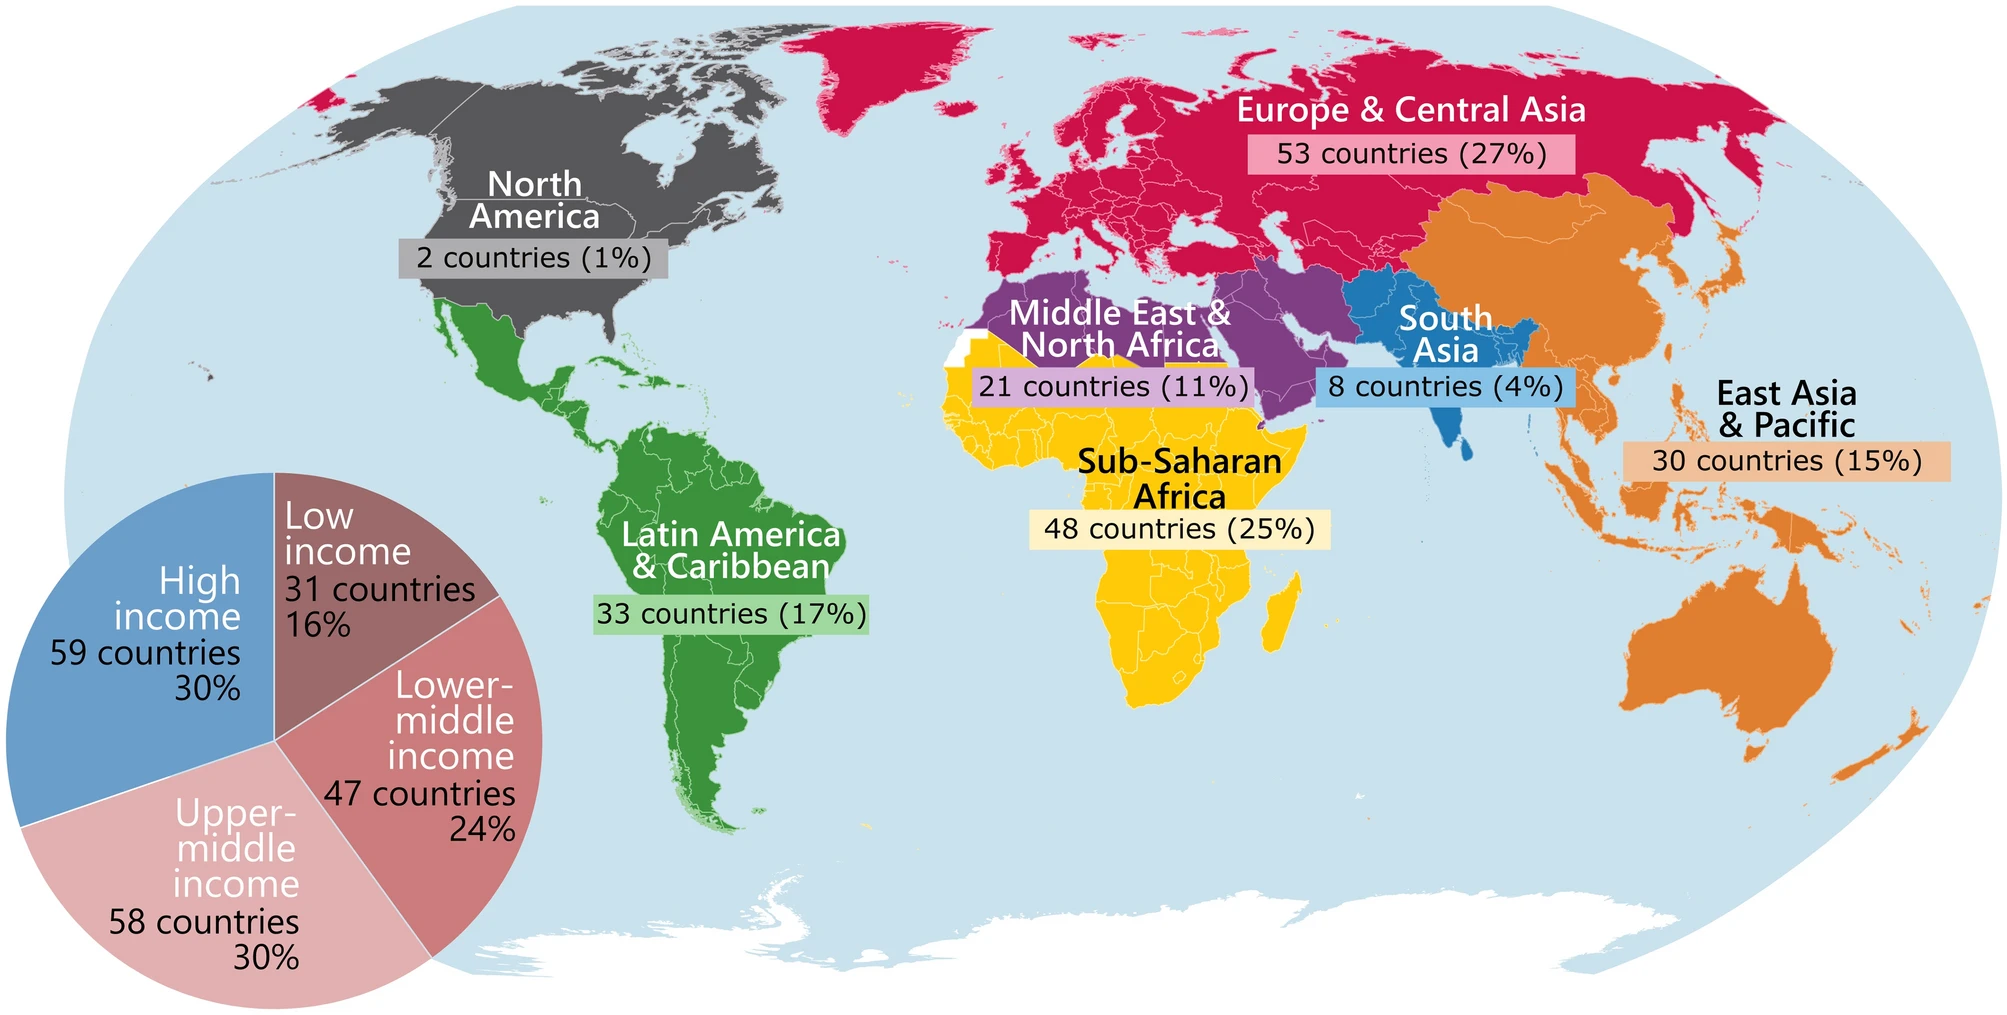 Europe & Central Asia
53 countries (27%)
North
America
2 countries (1%)
Middle East &
North Africa
21 countries (11%)
South
Asia
8 countries (4%)
East Asia
& Pacific
30 countries (15%)
Sub-Saharan
Africa
48 countries (25%)
Latin America
& Caribbean
33 countries (17%)
Low
income
31 countries
16%
High
income
59 countries
30%
Lower-
middle
income
47 countries
24%
Upper-
middle
income
58 countries
30%